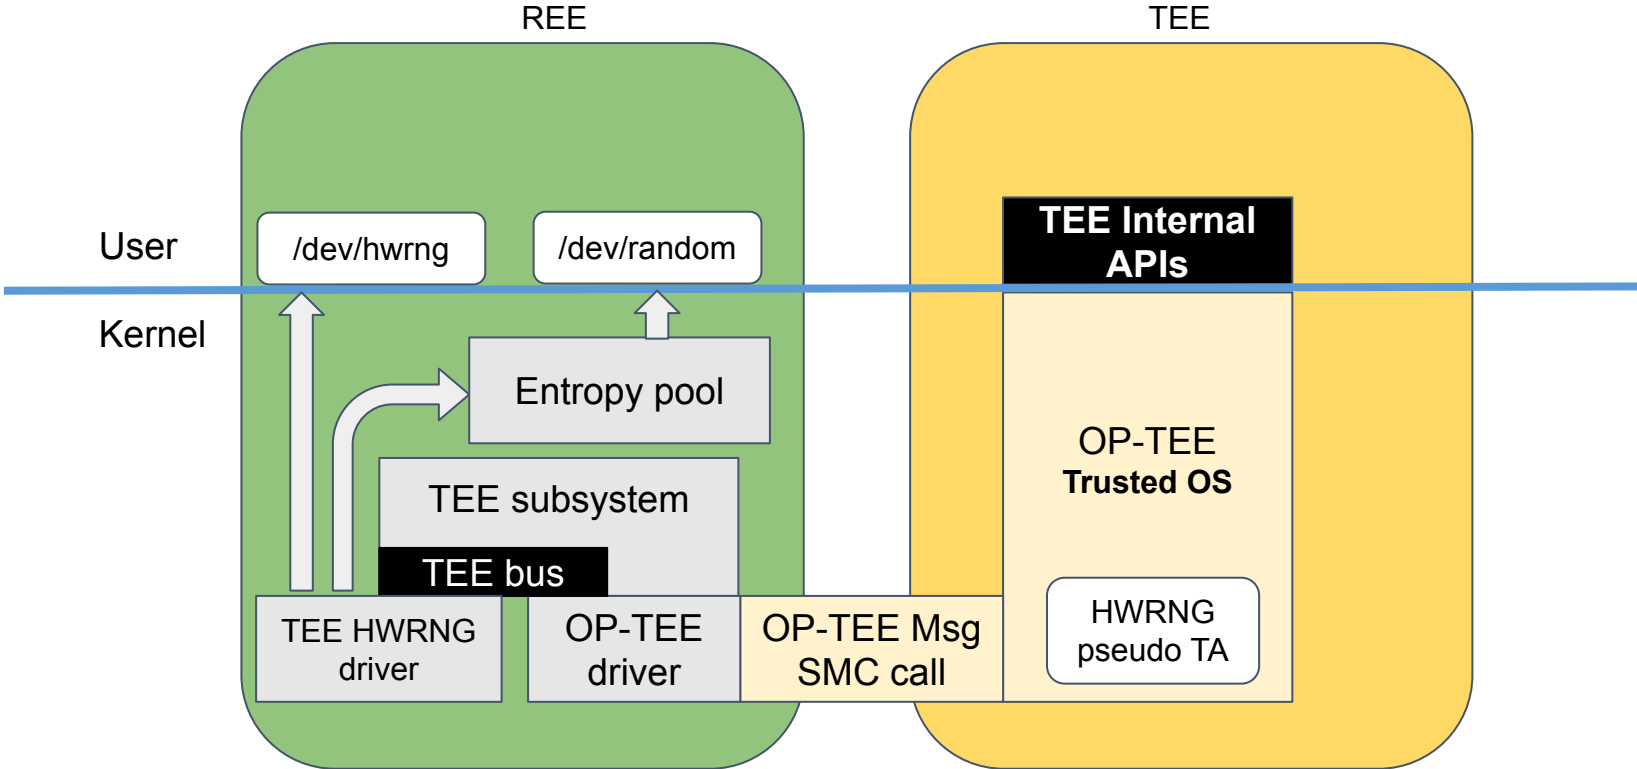 REE
TEE
User
/dev/hwrng
/dev/random
TEE Internal
APIs
Kernel
Entropy pool
TEE subsystem
TEE bus
TEE HWRNG
driver
OP-TEE
driver
OP-TEE Msg
SMC call
OP-TEE
Trusted OS
HWRNG
pseudo TA